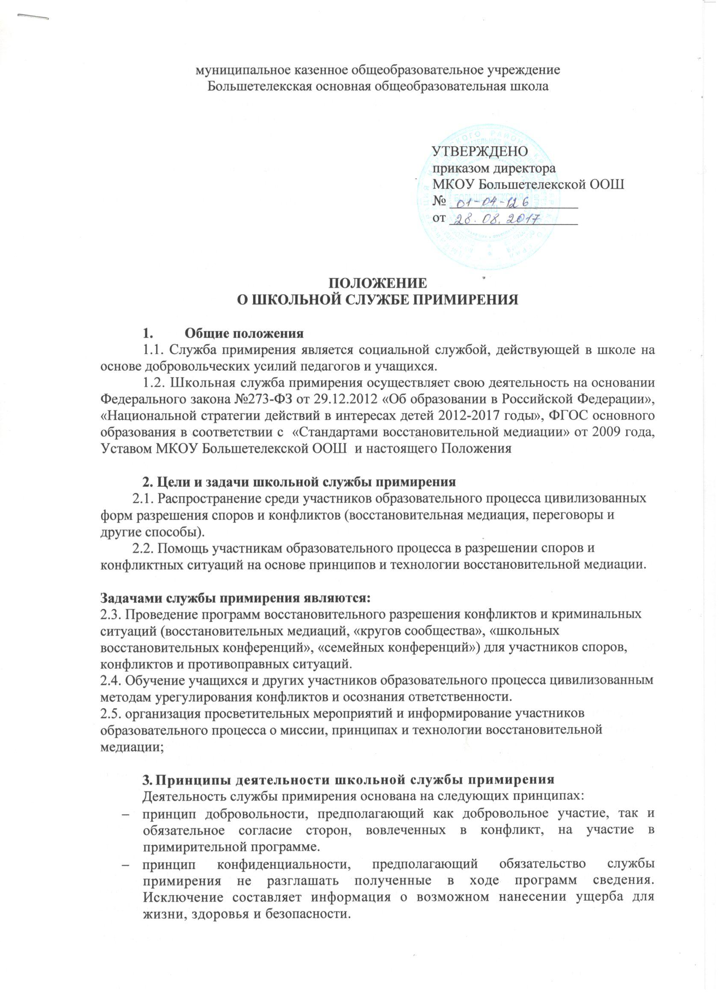 муниципальное казенное общеобразовательное учреждение
Большетелекская основная общеобразовательная школа
УТВЕРЖДЕНО
приказом директора
МКОУ Большетелекской ООШ
№ 01-04-126
от 28.08.2017
БОЛЬШЕТЕЛЕКСКАЯ
ООШ
ПОЛОЖЕНИЕ
О ШКОЛЬНОЙ СЛУЖБЕ ПРИМИРЕНИЯ
1. Общие положения
1.1. Служба примирения является социальной службой, действующей в школе на
основе добровольческих усилий педагогов и учащихся.
1.2. Школьная служба примирения осуществляет свою деятельность на основании
Федерального закона №273-ФЗ от 29.12.2012 «Об образовании в Российской Федерации»,
«Национальной стратегии действий в интересах детей 2012-2017 годы», ФГОС основного
образования в соответствии с «Стандартами восстановительной медиации» от 2009 года,
Уставом МКОУ Большетелекской ООШ и настоящего Положения
2. Цели и задачи школьной службы примирения
2.1. Распространение среди участников образовательного процесса цивилизованных
форм разрешения споров и конфликтов (восстановительная медиация, переговоры и
другие способы).
2.2. Помощь участникам образовательного процесса в разрешении споров и
конфликтных ситуаций на основе принципов и технологии восстановительной медиации.
Задачами службы примирения являются:
2.3. Проведение программ восстановительного разрешения конфликтов и криминальных
ситуаций (восстановительных медиаций, «кругов сообщества», «школьных
восстановительных конференций», «семейных конференций») для участников споров,
конфликтов и противоправных ситуаций.
2.4. Обучение учащихся и других участников образовательного процесса цивилизованным
методам урегулирования конфликтов и осознания ответственности.
2.5. организация просветительных мероприятий и информирование участников
образовательного процесса о миссии, принципах и технологии восстановительной
медиации;
3. Принципы деятельности школьной службы примирения
Деятельность службы примирения основана на следующих принципах:
– принцип добровольности, предполагающий как добровольное участие, так и
обязательное согласие сторон, вовлеченных в конфликт, на участие в
примирительной программе.
– принцип конфиденциальности, предполагающий обязательство службы
примирения не разглашать полученные в ходе программ сведения.
Исключение составляет информация о возможном нанесении ущерба для
жизни, здоровья и безопасности.